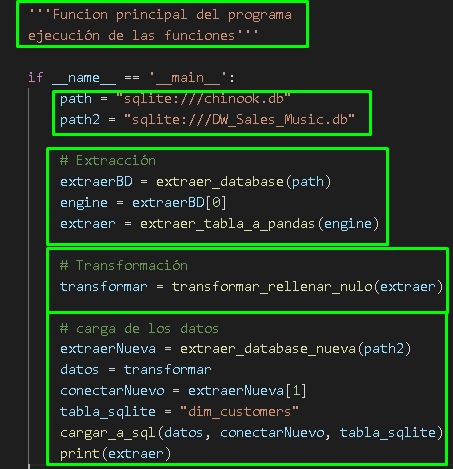 '''Funcion principal del programa
ejecución de las funciones'''
if __name__ == '__main__':
path = "sqlite:///chinook.db"
path2 = "sqlite:///DW_Sales_Music.db"
# Extracción
extraerBD = extraer_database(path)
engine = extraerBD[0]
extraer = extraer_tabla_a_pandas(engine)
# Transformación
transformar = transformar_rellenar_nulo(extraer)
# carga de los datos
extraerNueva = extraer_database_nueva(path2)
datos = transformar
conectarNuevo = extraerNueva[1]
tabla_sqlite = "dim_customers"
cargar_a_sql(datos, conectarNuevo, tabla_sqlite)
print(extraer)